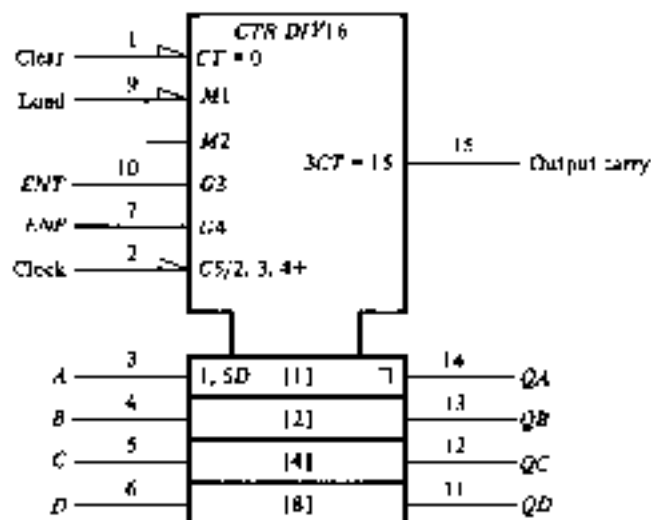 CTR DIV16
1
Clear
CT = 0
9
Load
M1
M2
3CT = 15
15
Output carry
10
ENT
G3
7
ENP
G4
2
Clock
C5/2, 3, 4+
3
A
1, 5D
[1]
14
QA
4
B
[2]
13
QB
5
C
[4]
12
QC
6
D
[8]
11
QD